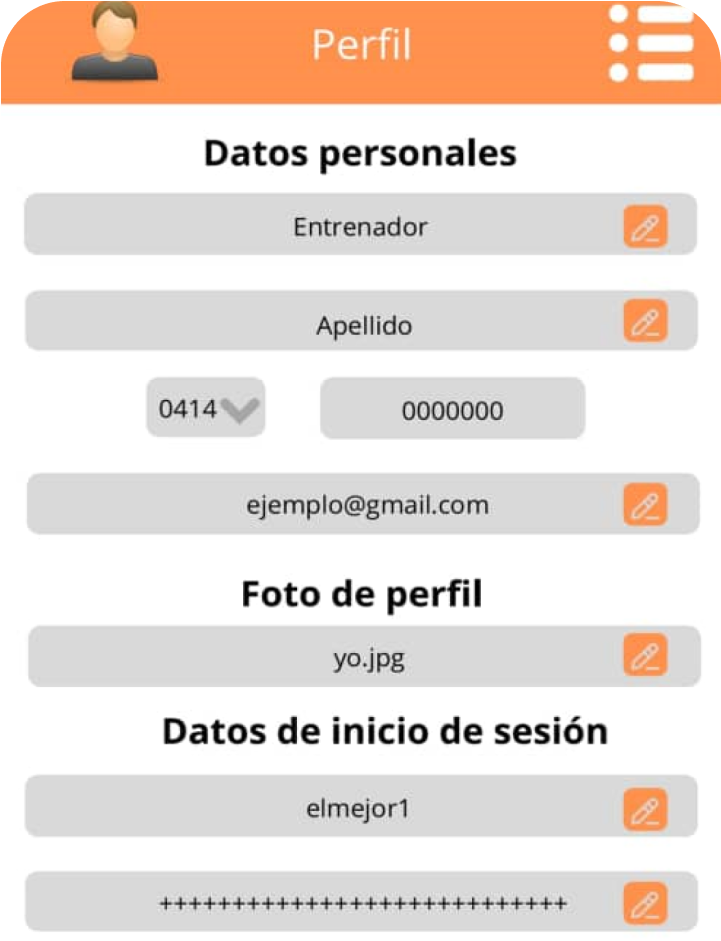 Perfil
Datos personales
Entrenador
Apellido
0414 0000000
ejemplo@gmail.com
Foto de perfil
yo.jpg
Datos de inicio de sesión
elmejor1
++++++++++++++++++++++++++++